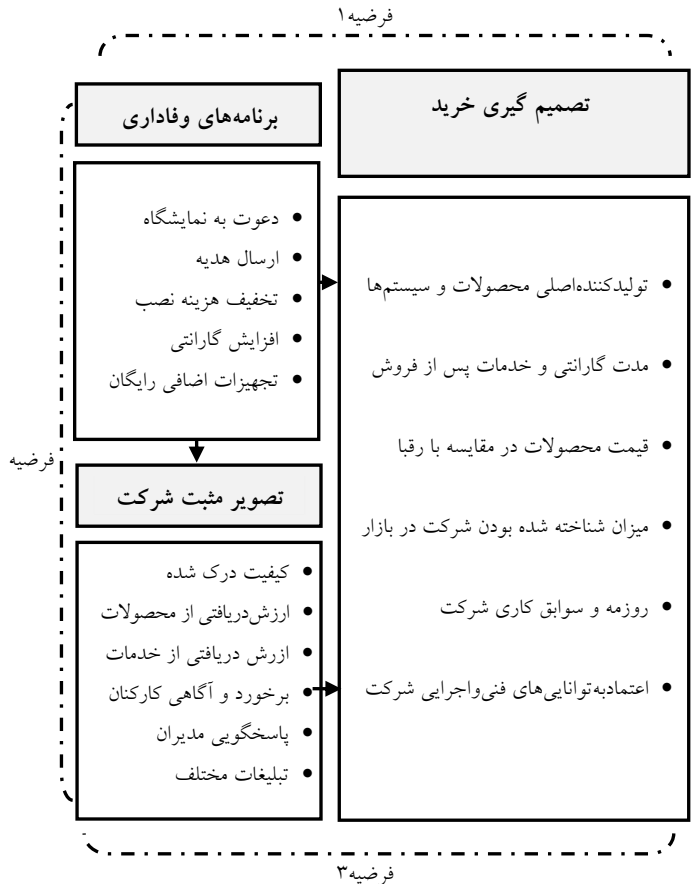 فرضیه۱
تصمیم گیری خرید
برنامه‌های وفاداری
• دعوت به نمایشگاه
• ارسال هدیه
• تخفیف هزینه نصب
• افزایش گارانتی
• تجهیزات اضافی رایگان
• تولیدکننده‌اصلی محصولات و سیستم‌ها
• مدت گارانتی و خدمات پس از فروش
• قیمت محصولات در مقایسه با رقبا
• میزان شناخته شده بودن شرکت در بازار
• روزمه و سوابق کاری شرکت
• اعتمادبه‌توانایی‌های فنی‌واجرایی شرکت
فرضیه
تصویر مثبت شرکت
• کیفیت درک شده
• ارزش‌دریافتی از محصولات
• ازرش دریافتی از خدمات
• برخورد و آگاهی کارکنان
• پاسخگویی مدیران
• تبلیغات مختلف
فرضیه۳